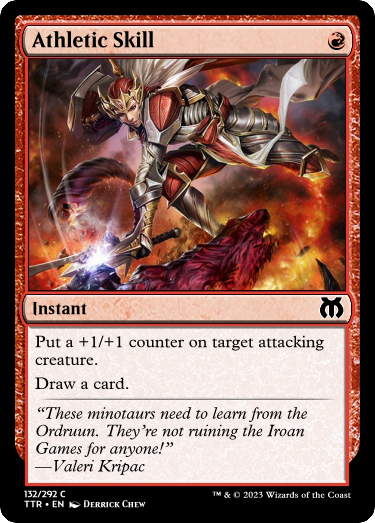 Athletic Skill
Instant
Put a +1/+1 counter on target attacking
creature.
Draw a card.
“These minotaurs need to learn from the
Ordruun. They’re not ruining the Iroan
Games for anyone!”
—Valeri Kripac
132/292 C
TTR • EN Derrick Chew
™ & © 2023 Wizards of the Coast